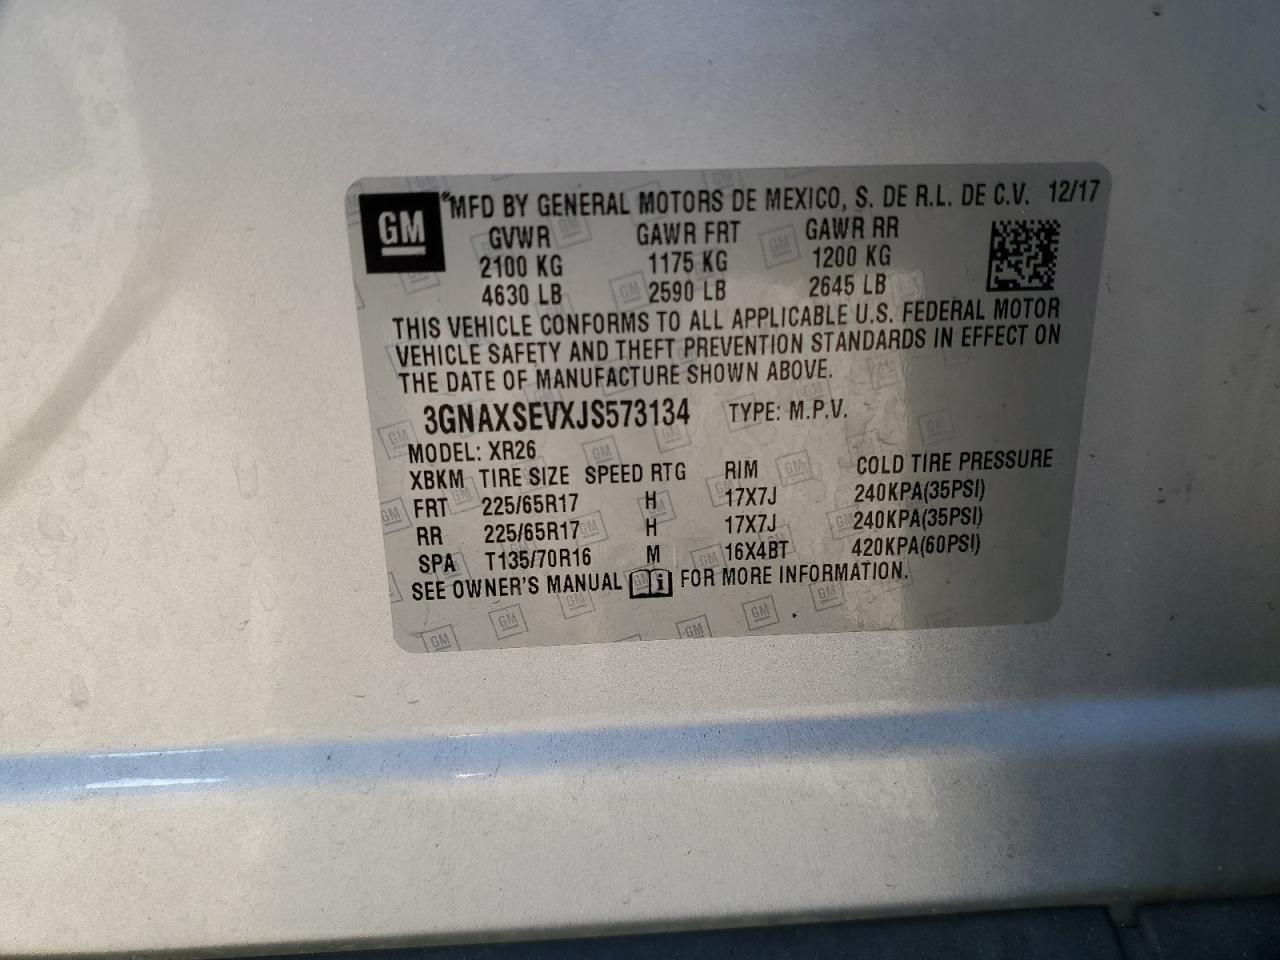 GM "MFD BY GENERAL MOTORS DE MEXICO, S. DE R.L. DE C.V. 12/17
GVWR GAWR FRT GAWR RR
2100 KG 1175 KG 1200 KG
4630 LB 2590 LB 2645 LB
THIS VEHICLE CONFORMS TO ALL APPLICABLE U.S. FEDERAL MOTOR
VEHICLE SAFETY AND THEFT PREVENTION STANDARDS IN EFFECT ON
THE DATE OF MANUFACTURE SHOWN ABOVE.
3GNAXSEVXJS573134 TYPE: M.P.V.
MODEL: XR26
XBKM TIRE SIZE SPEED RTG RIM COLD TIRE PRESSURE
FRT 225/65R17 H 17X7J 240KPA(35PSI)
RR 225/65R17 H 17X7J 240KPA(35PSI)
SPA T135/70R16 M 16X4BT 420KPA(60PSI)
SEE OWNER'S MANUAL i FOR MORE INFORMATION.